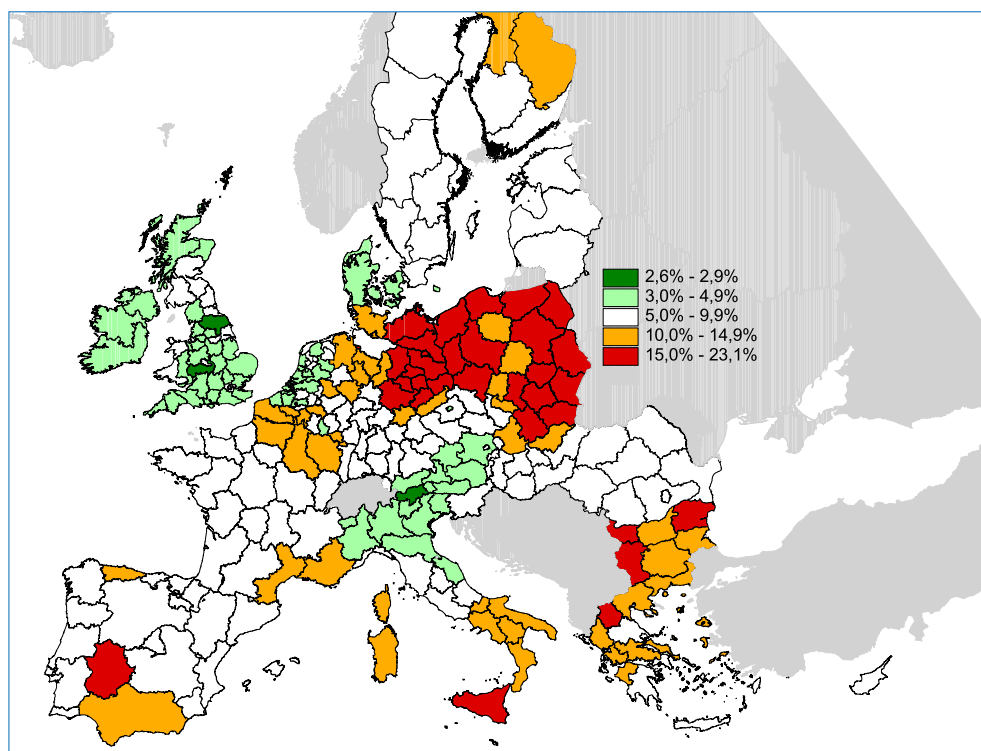 2,6% - 2,9%
3,0% - 4,9%
5,0% - 9,9%
10,0% - 14,9%
15,0% - 23,1%